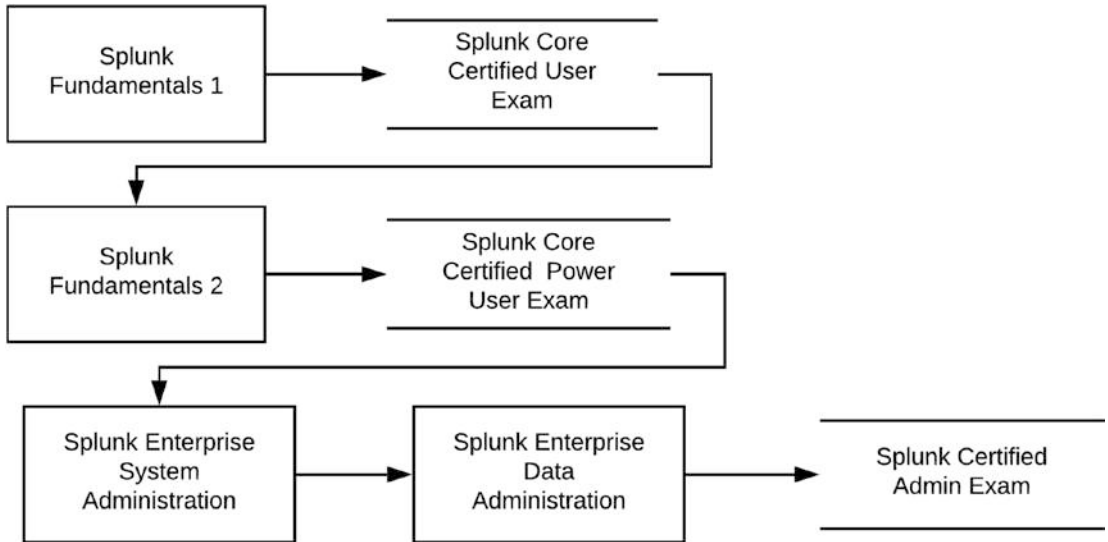 Splunk
Fundamentals 1
Splunk Core
Certified User
Exam
Splunk
Fundamentals 2
Splunk Core
Certified  Power
User Exam
Splunk Enterprise
System
Administration
Splunk Enterprise
Data
Administration
Splunk Certified
Admin Exam